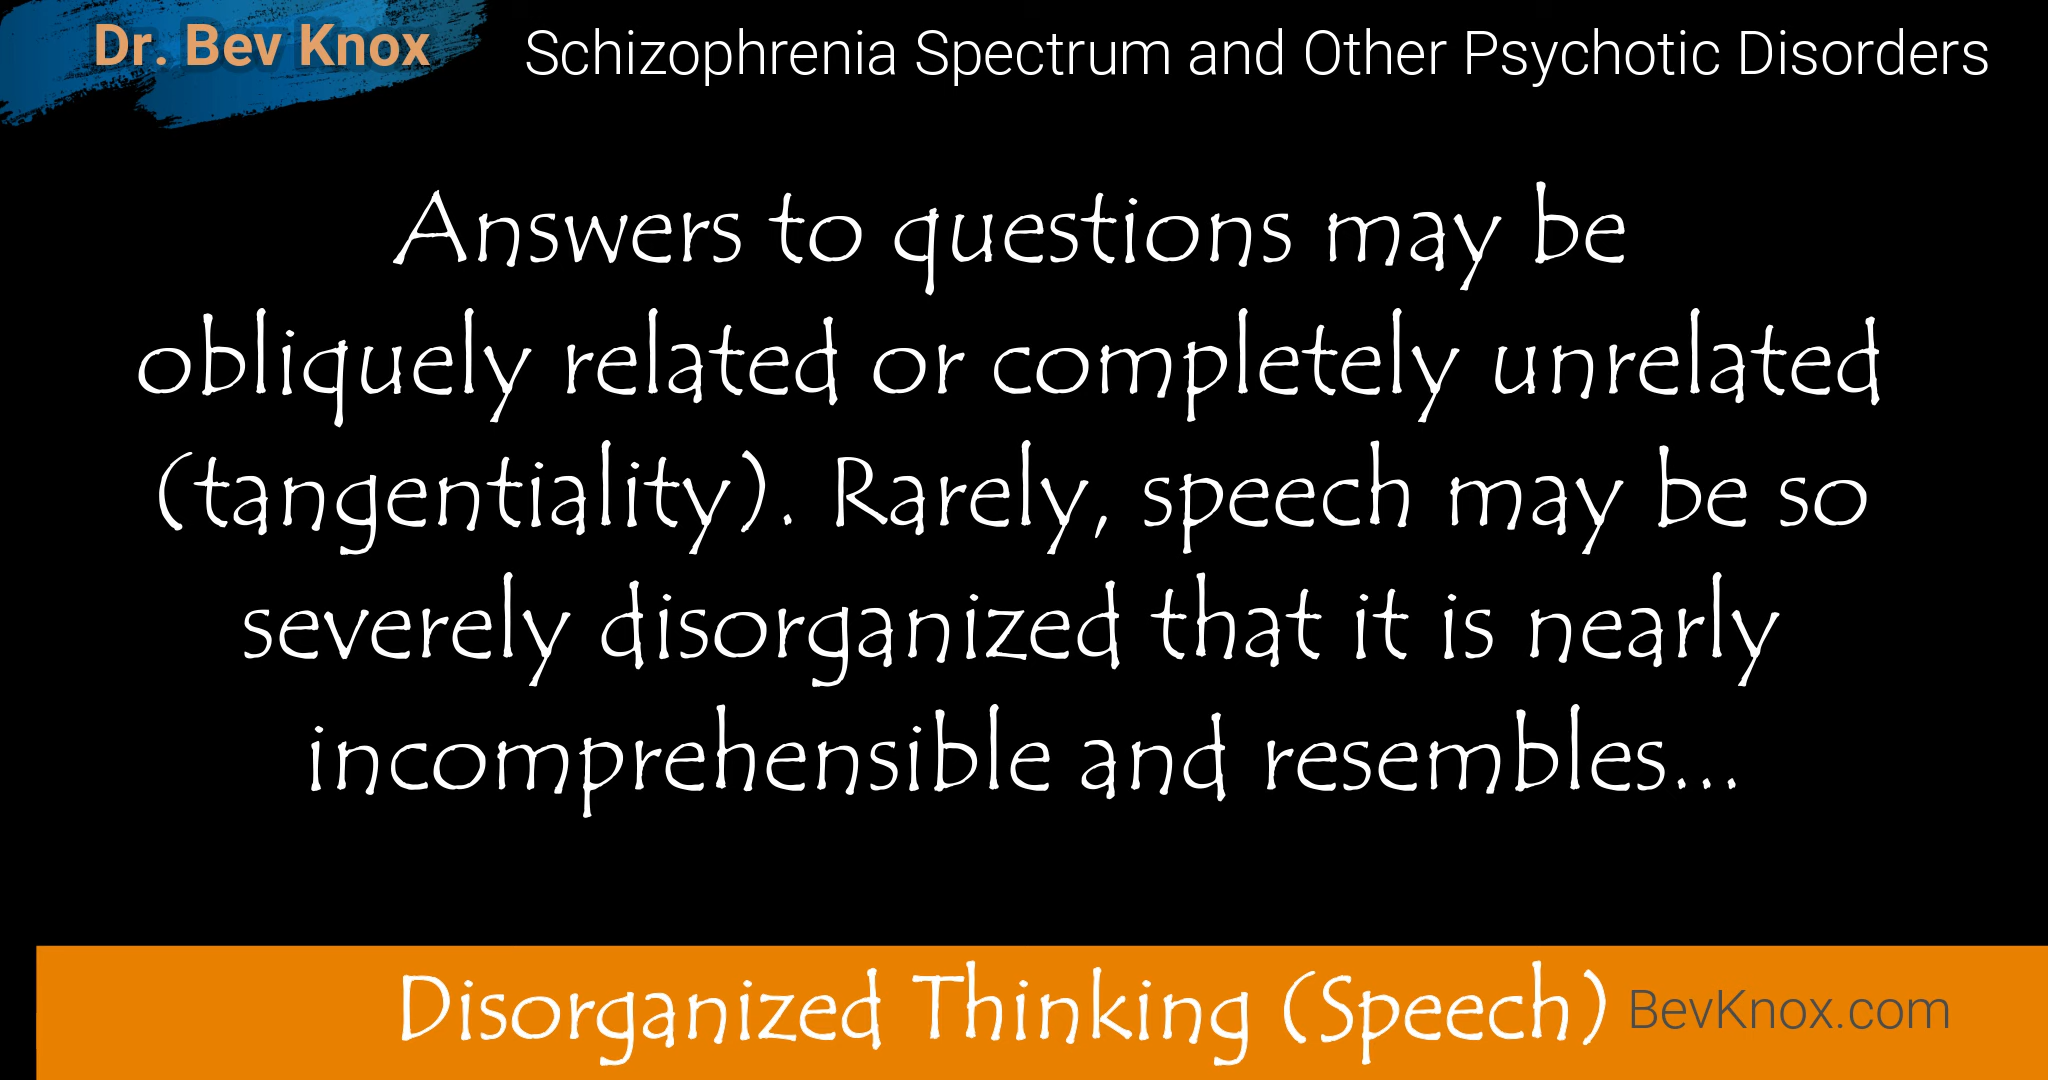 Dr. Bev Knox
Schizophrenia Spectrum and Other Psychotic Disorders
Answers to questions may be
obliquely related or completely unrelated
(tangentiality). Rarely, speech may be so
severely disorganized that it is nearly
incomprehensible and resembles...
Disorganized Thinking (Speech)
BevKnox.com